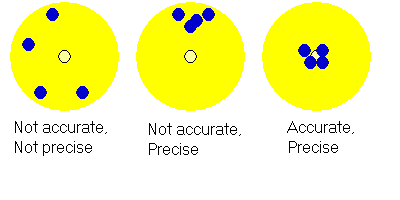 Not accurate,
Not precise
Not accurate,
Precise
Accurate,
Precise